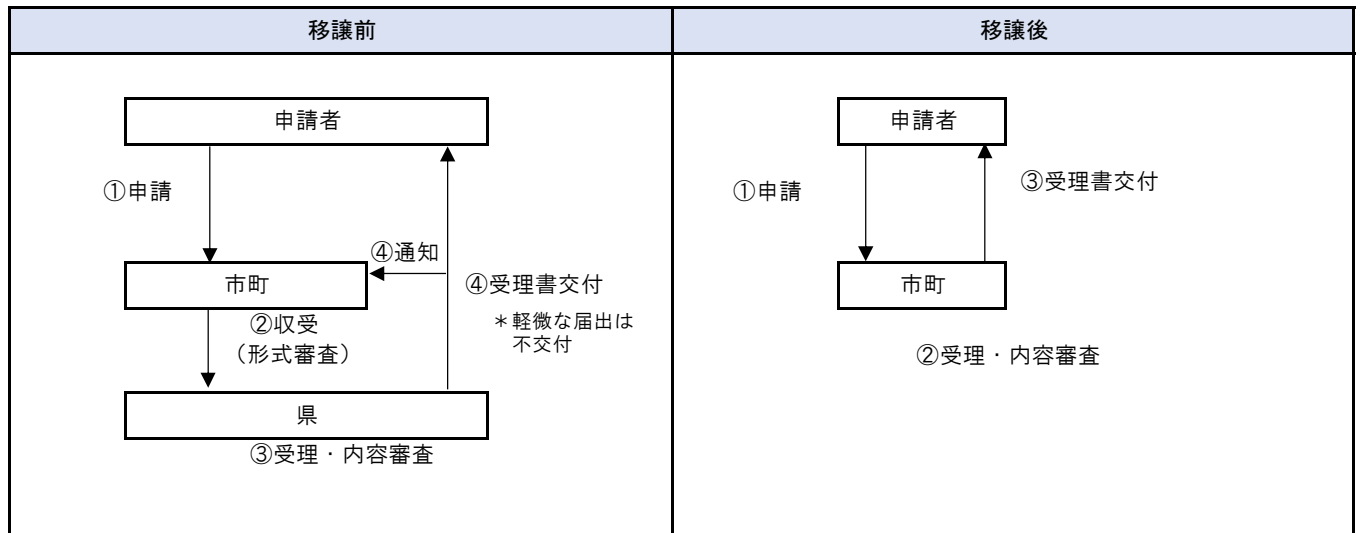 移譲前
移譲後
申請者
①申請
④通知
市町
④受理書交付
＊軽微な届出は
不交付
②収受
（形式審査）
県
③受理・内容審査
申請者
①申請
③受理書交付
市町
②受理・内容審査